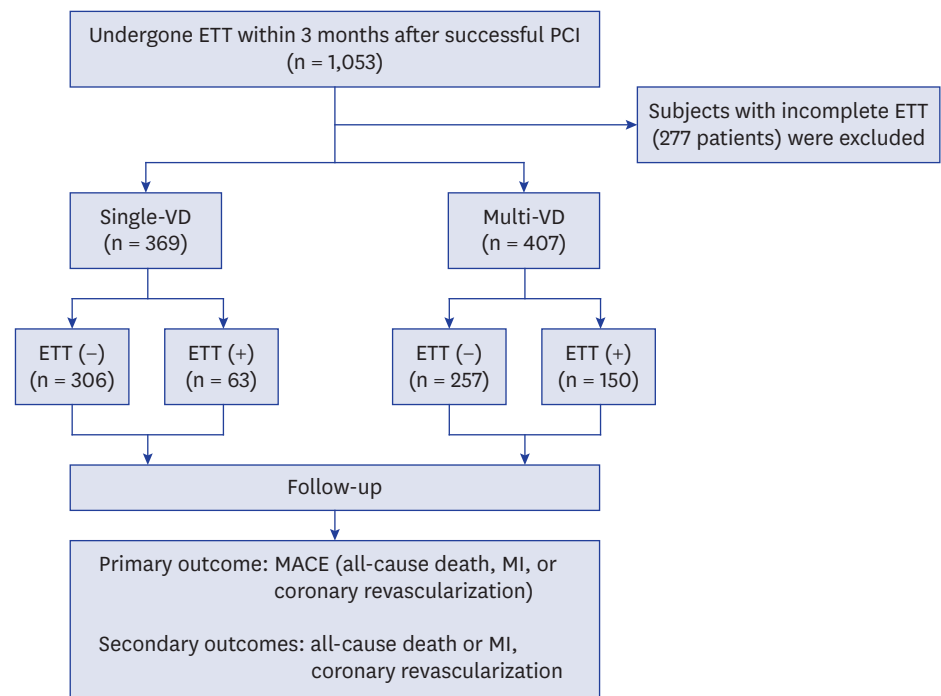 Undergone ETT within 3 months after successful PCI
(n = 1,053)
Subjects with incomplete ETT
(277 patients) were excluded
Single-VD
(n = 369)
Multi-VD
(n = 407)
ETT (−)
(n = 306)
ETT (+)
(n = 63)
ETT (−)
(n = 257)
ETT (+)
(n = 150)
Follow-up
Primary outcome: MACE (all-cause death, MI, or
coronary revascularization)
Secondary outcomes: all-cause death or MI,
coronary revascularization